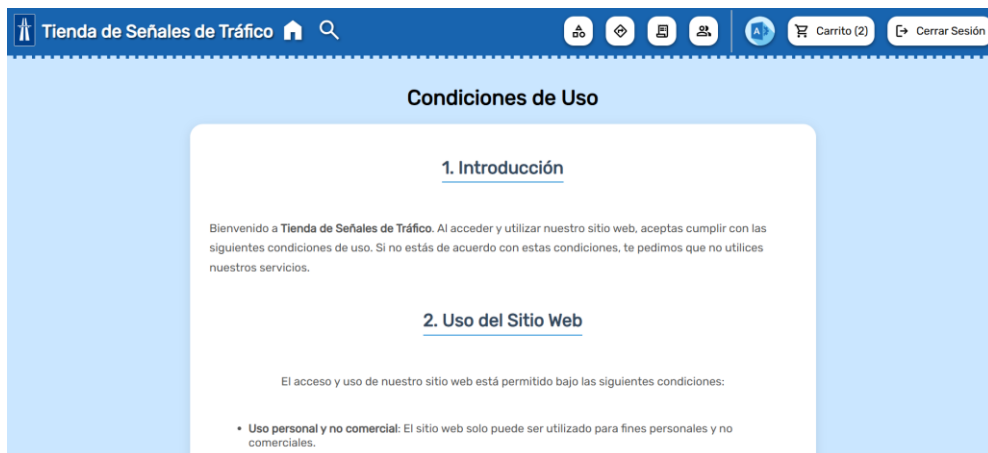 Tienda de Señales de Tráfico
A
Carrito (2)
Cerrar Sesión
Condiciones de Uso
1. Introducción
Bienvenido a Tienda de Señales de Tráfico. Al acceder y utilizar nuestro sitio web, aceptas cumplir con las
siguientes condiciones de uso. Si no estás de acuerdo con estas condiciones, te pedimos que no utilices
nuestros servicios.
2. Uso del Sitio Web
El acceso y uso de nuestro sitio web está permitido bajo las siguientes condiciones:
• Uso personal y no comercial: El sitio web solo puede ser utilizado para fines personales y no
comerciales.